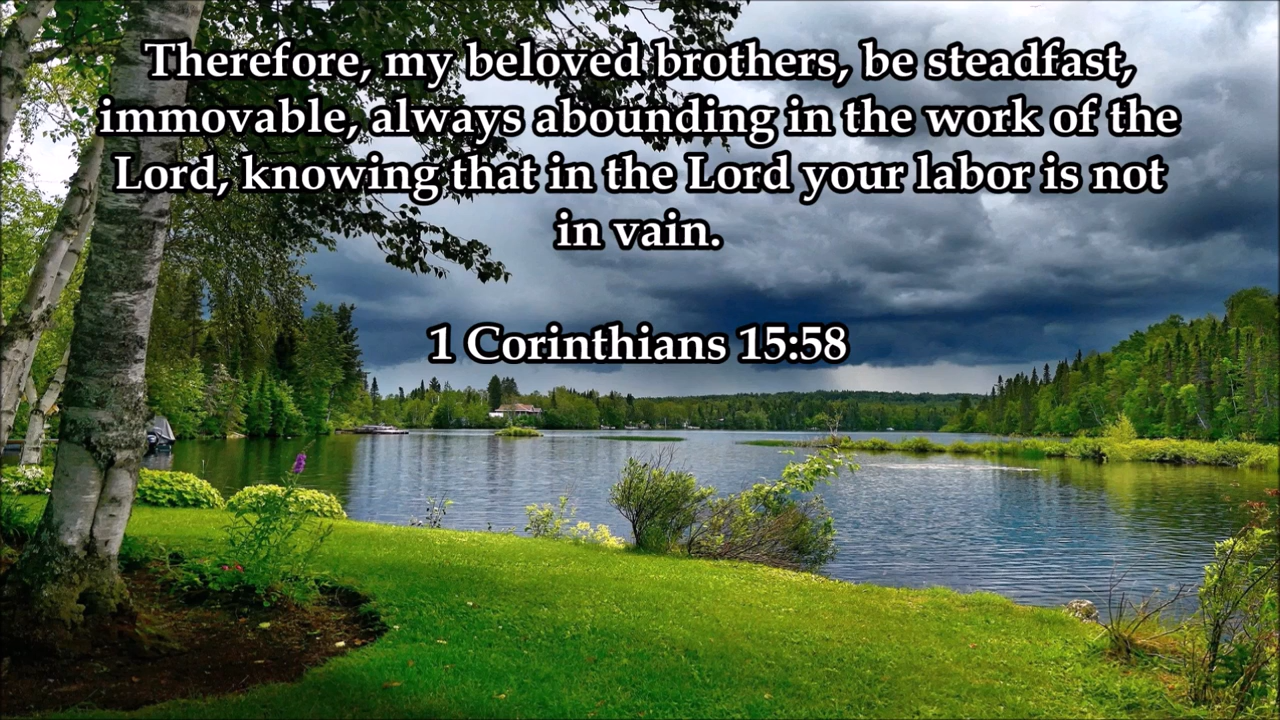 Therefore, my beloved brothers, be steadfast,
immovable, always abounding in the work of the
Lord, knowing that in the Lord your labor is not
in vain.
1 Corinthians 15:58